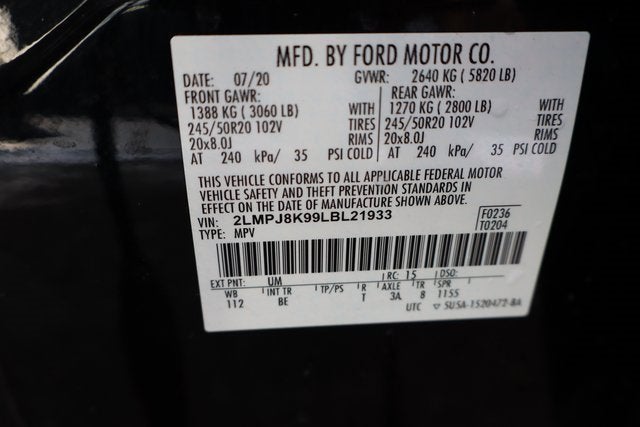 MFD. BY FORD MOTOR CO.
DATE: 07/20 GVWR: 2640 KG ( 5820 LB)
FRONT GAWR: REAR GAWR:
1388 KG ( 3060 LB) WITH 1270 KG ( 2800 LB) WITH
245/50R20 102V TIRES 245/50R20 102V TIRES
20x8.0J RIMS 20x8.0J RIMS
AT 240 kPa/ 35 PSI COLD AT 240 kPa/ 35 PSI COLD
THIS VEHICLE CONFORMS TO ALL APPLICABLE FEDERAL MOTOR
VEHICLE SAFETY AND THEFT PREVENTION STANDARDS IN
EFFECT ON THE DATE OF MANUFACTURE SHOWN ABOVE.
VIN: 2LMPJ8K99LBL21933 F0236
TYPE: MPV T0204
EXT PNT: UM RC: 15 DSO:
WB INT TR TP/PS R AXLE TR SPR
112 BE T 3A 8 1155
UTC ▽ SU5A-1520472-BA